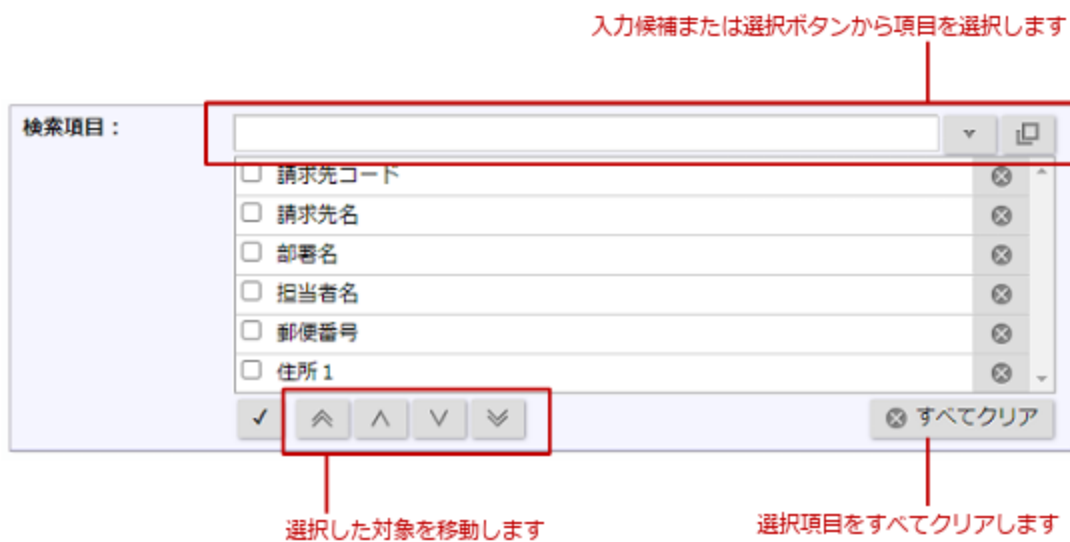 入力候補または選択ボタンから項目を選択します
検索項目：
請求先コード
請求先名
部署名
担当者名
郵便番号
住所１
すべてクリア
選択した対象を移動します
選択項目をすべてクリアします